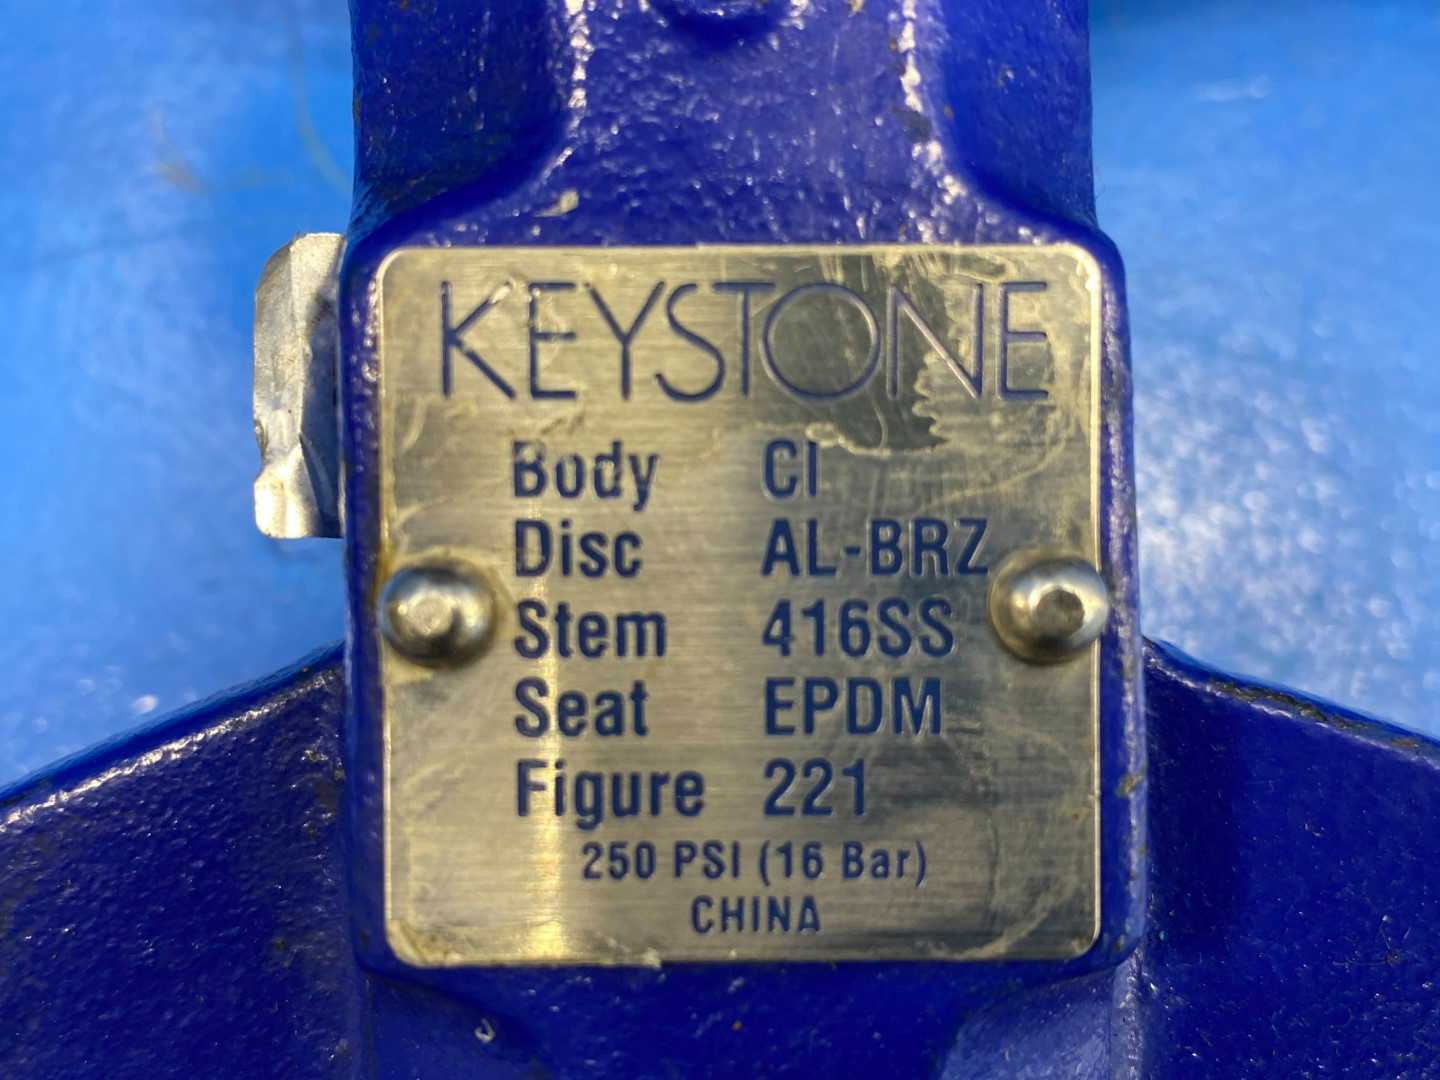 KEYSTONE
Body CI
Disc AL-BRZ
Stem 416SS
Seat EPDM
Figure 221
250 PSI (16 Bar)
CHINA